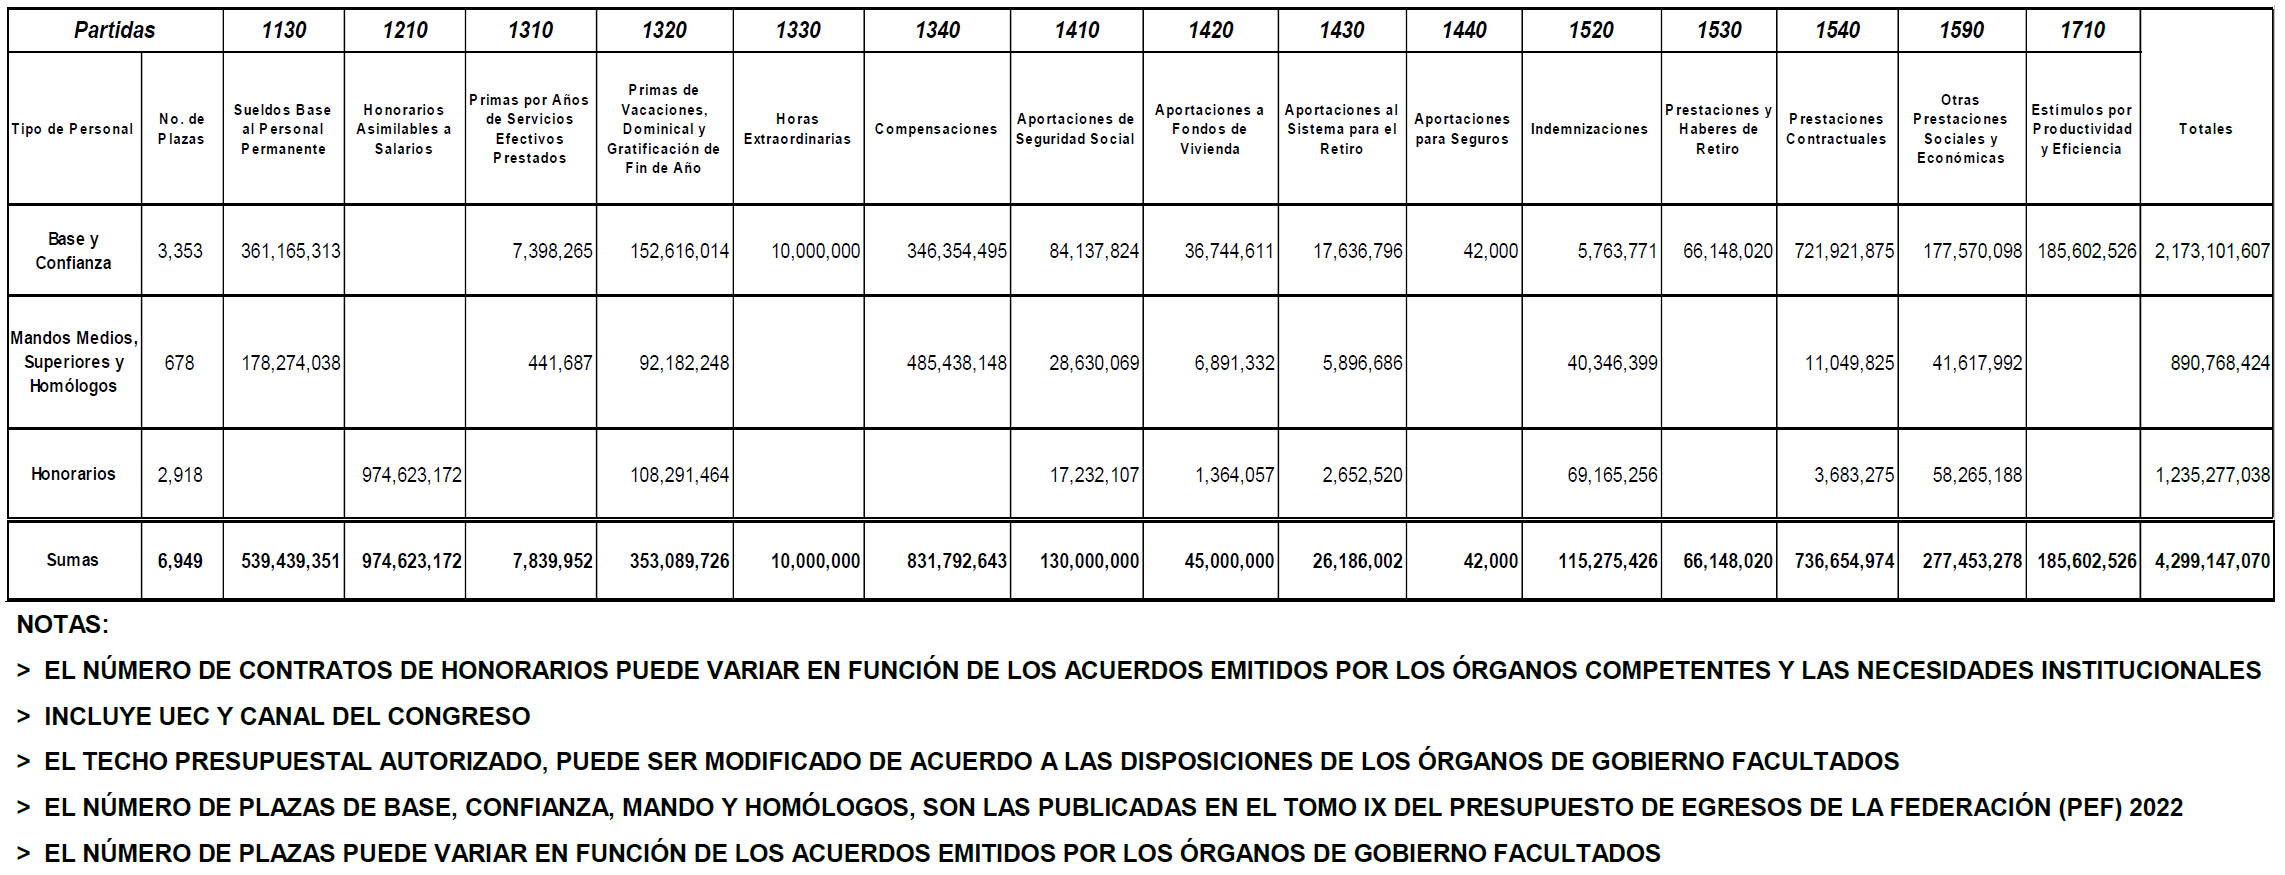 Partidas 1130 1210 1310 1320 1330 1340 1410 1420 1430 1440 1520 1530 1540 1590 1710
Tipo de Personal
No. de
Plazas
Sueldos Base
al Personal
Permanente
Honorarios
Asimilables a
Salarios
Primas por Años
de Servicios
Efectivos
Prestados
Primas de
Vacaciones,
Dominical y
Gratificación de
Fin de Año
Horas
Extraordinarias
Compensaciones
Aportaciones de
Seguridad Social
Aportaciones a
Fondos de
Vivienda
Aportaciones al
Sistema para el
Retiro
Aportaciones
para Seguros
Indemnizaciones
Prestaciones y
Haberes de
Retiro
Prestaciones
Contractuales
Otras
Prestaciones
Sociales y
Económicas
Estímulos por
Productividad
y Eficiencia
Totales
Base y
Confianza
3,353 361,165,313 7,398,265 152,616,014 10,000,000 346,354,495 84,137,824 36,744,611 17,636,796 42,000 5,763,771 66,148,020 721,921,875 177,570,098 185,602,526 2,173,101,607
Mandos Medios,
Superiores y
Homólogos
678 178,274,038 441,687 92,182,248 485,438,148 28,630,069 6,891,332 5,896,686 40,346,399 11,049,825 41,617,992 890,768,424
Honorarios 2,918 974,623,172 108,291,464 17,232,107 1,364,057 2,652,520 69,165,256 3,683,275 58,265,188 1,235,277,038
Sumas 6,949 539,439,351 974,623,172 7,839,952 353,089,726 10,000,000 831,792,643 130,000,000 45,000,000 26,186,002 42,000 115,275,426 66,148,020 736,654,974 277,453,278 185,602,526 4,299,147,070
NOTAS:
> EL NÚMERO DE CONTRATOS DE HONORARIOS PUEDE VARIAR EN FUNCIÓN DE LOS ACUERDOS EMITIDOS POR LOS ÓRGANOS COMPETENTES Y LAS NECESIDADES INSTITUCIONALES
> INCLUYE UEC Y CANAL DEL CONGRESO
> EL TECHO PRESUPUESTAL AUTORIZADO, PUEDE SER MODIFICADO DE ACUERDO A LAS DISPOSICIONES DE LOS ÓRGANOS DE GOBIERNO FACULTADOS
> EL NÚMERO DE PLAZAS DE BASE, CONFIANZA, MANDO Y HOMÓLOGOS, SON LAS PUBLICADAS EN EL TOMO IX DEL PRESUPUESTO DE EGRESOS DE LA FEDERACIÓN (PEF) 2022
> EL NÚMERO DE PLAZAS PUEDE VARIAR EN FUNCIÓN DE LOS ACUERDOS EMITIDOS POR LOS ÓRGANOS DE GOBIERNO FACULTADOS